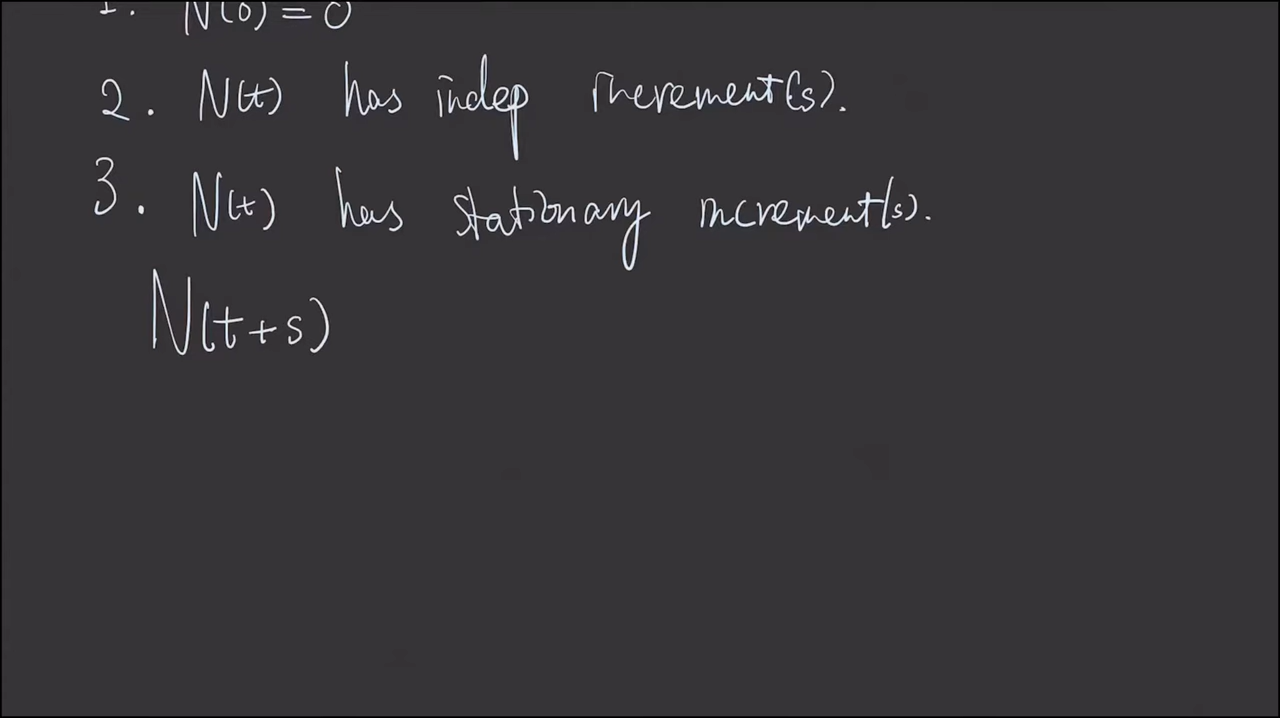 1. N(0) = 0
2. N(t) has indep increment(s).
3. N(t) has stationary increment(s).
N(t+s)